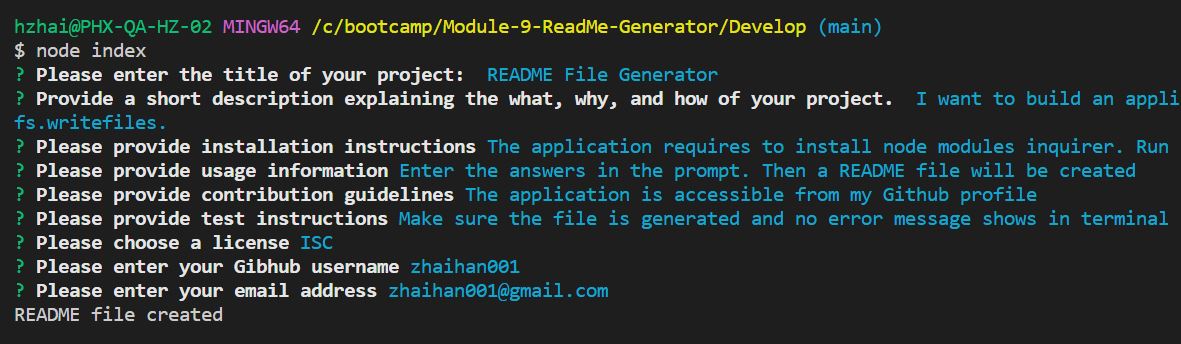 hzhai@PHX-QA-HZ-02 MINGW64 /c/bootcamp/Module-9-ReadMe-Generator/Develop (main)
$ node index
? Please enter the title of your project:  README File Generator
? Provide a short description explaining the what, why, and how of your project.  I want to build an appli
fs.writefiles.
? Please provide installation instructions The application requires to install node modules inquirer. Run
? Please provide usage information Enter the answers in the prompt. Then a README file will be created
? Please provide contribution guidelines The application is accessible from my Github profile
? Please provide test instructions Make sure the file is generated and no error message shows in terminal
? Please choose a license ISC
? Please enter your Gibhub username zhaihan001
? Please enter your email address zhaihan001@gmail.com
README file created